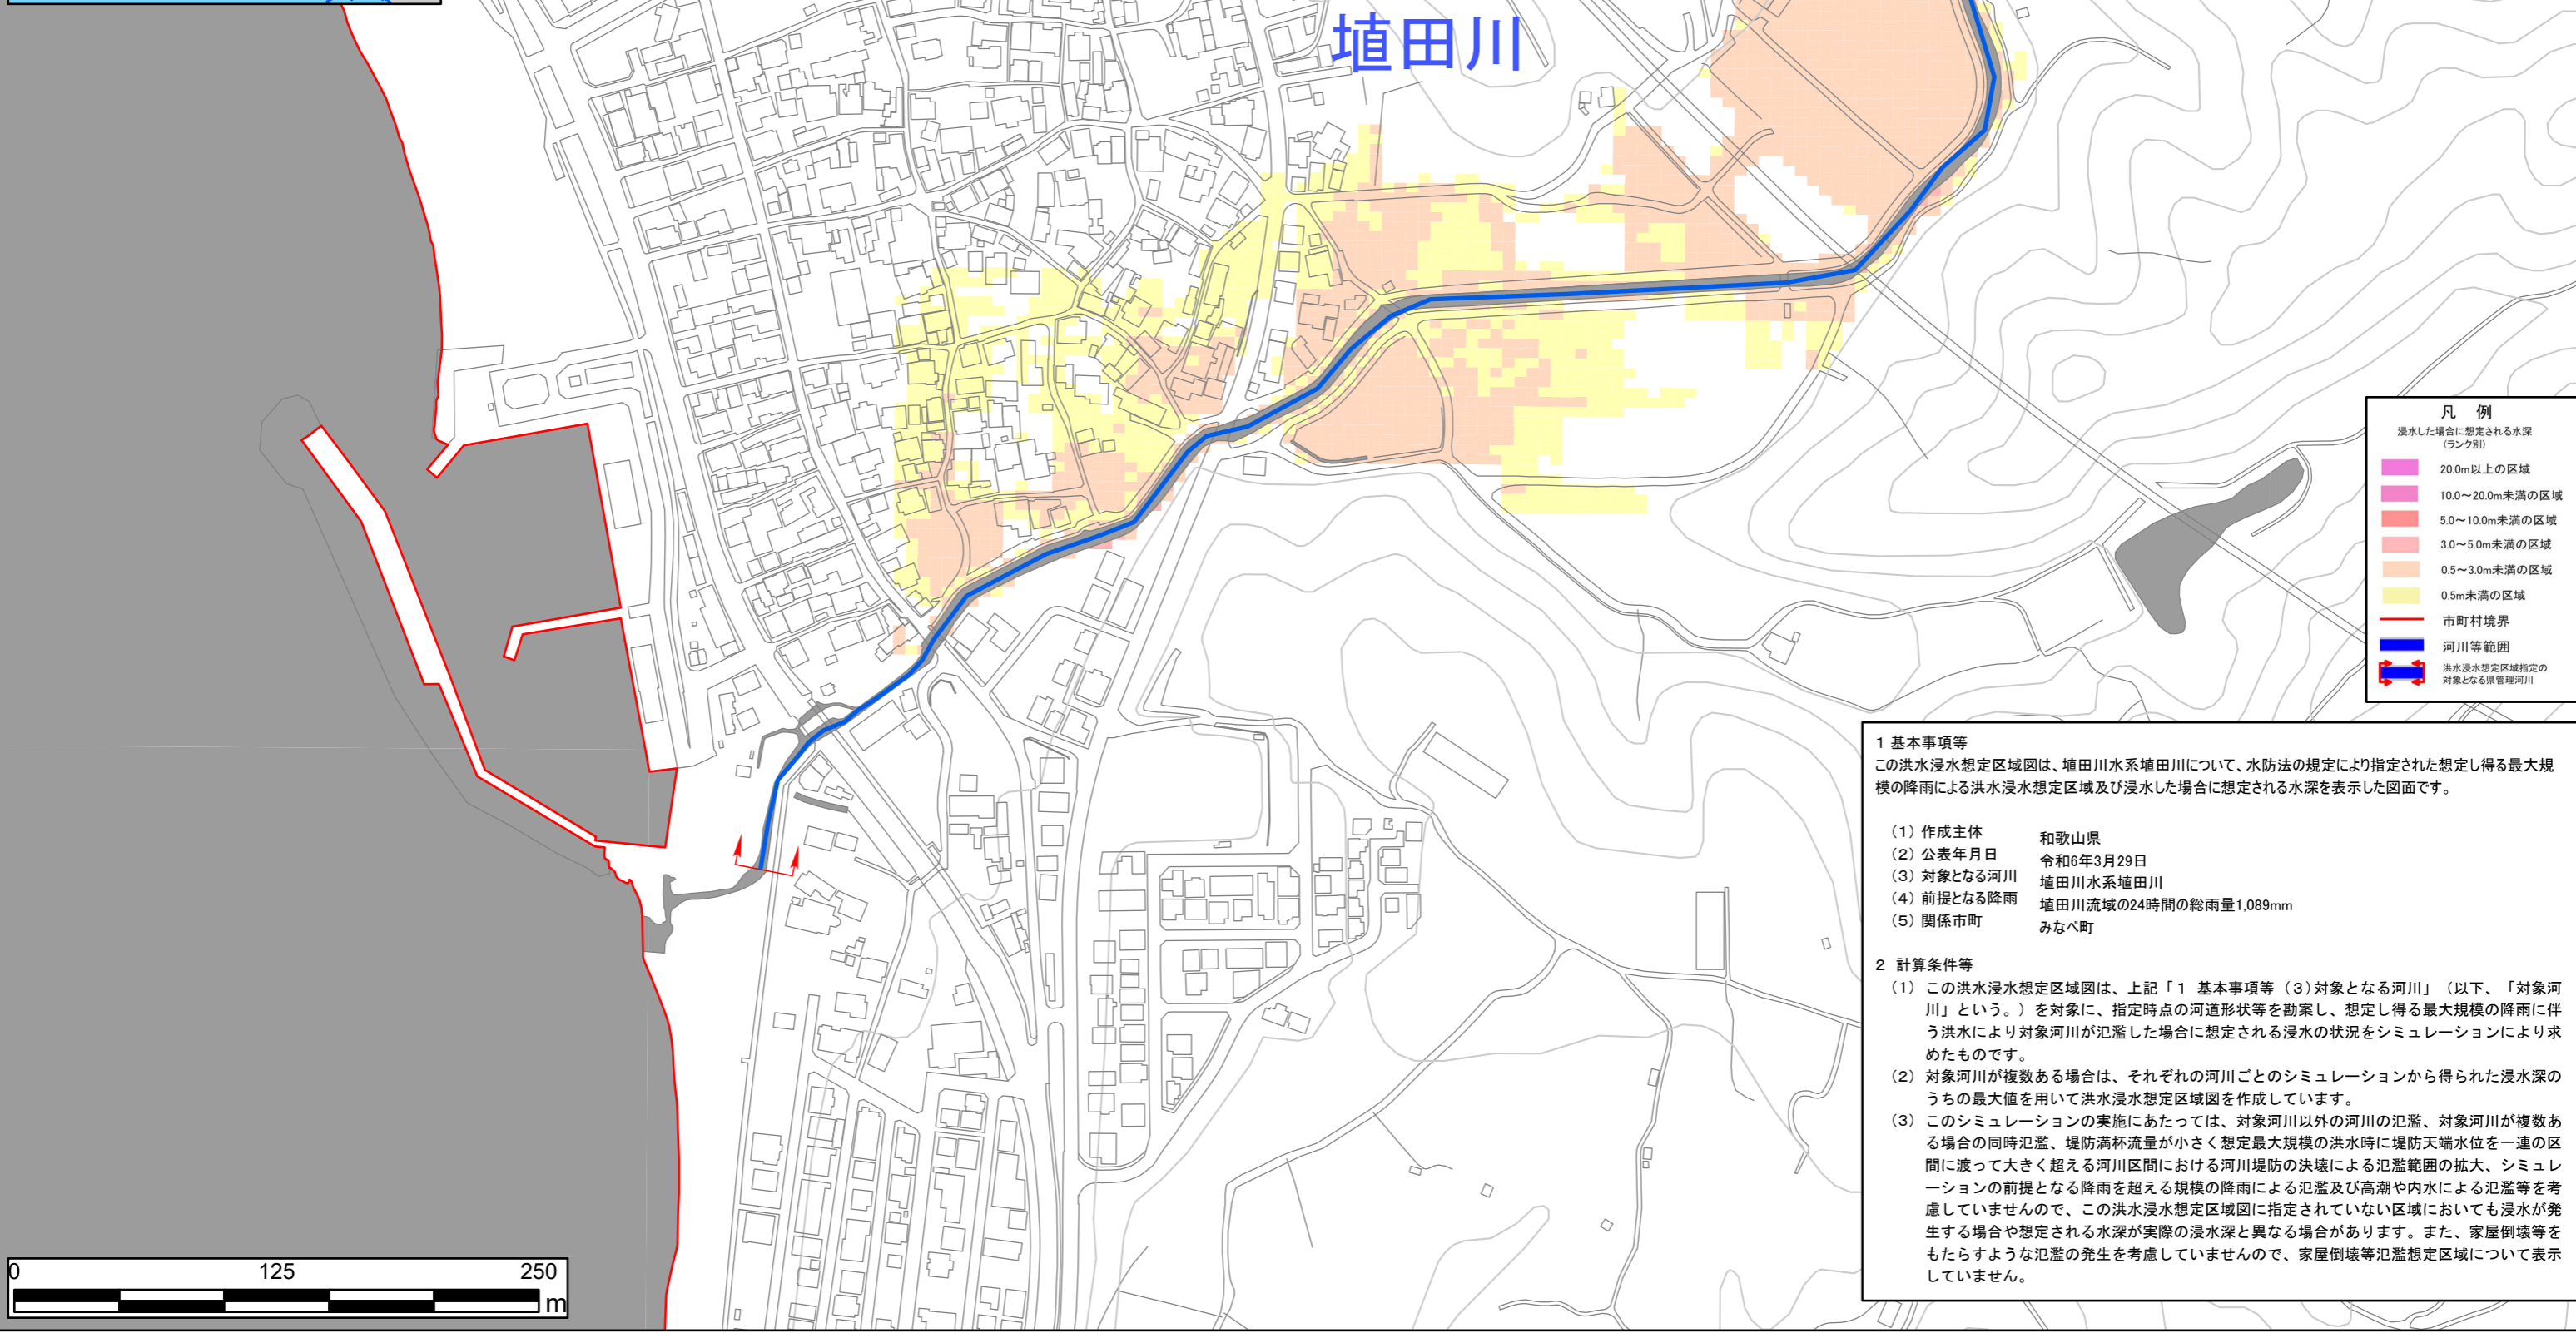 埴田川
凡 例
浸水した場合に想定される水深
(ランク別)
20.0m以上の区域
10.0～20.0m未満の区域
5.0～10.0m未満の区域
3.0～5.0m未満の区域
0.5～3.0m未満の区域
0.5m未満の区域
市町村境界
河川等範囲
洪水浸水想定区域指定の
対象となる県管理河川
1 基本事項等
この洪水浸水想定区域図は、埴田川水系埴田川について、水防法の規定により指定された想定し得る最大規
模の降雨による洪水浸水想定区域及び浸水した場合に想定される水深を表示した図面です。
(1) 作成主体 和歌山県
(2) 公表年月日 令和6年3月29日
(3) 対象となる河川 埴田川水系埴田川
(4) 前提となる降雨 埴田川流域の24時間の総雨量1,089mm
(5) 関係市町 みなべ町
2 計算条件等
(1) この洪水浸水想定区域図は、上記「1 基本事項等 (3)対象となる河川」(以下、「対象河
川」という。)を対象に、指定時点の河道形状等を勘案し、想定し得る最大規模の降雨に伴
う洪水により対象河川が氾濫した場合に想定される浸水の状況をシミュレーションにより求
めたものです。
(2) 対象河川が複数ある場合は、それぞれの河川ごとのシミュレーションから得られた浸水深の
うちの最大値を用いて洪水浸水想定区域図を作成しています。
(3) このシミュレーションの実施にあたっては、対象河川以外の河川の氾濫、対象河川が複数あ
る場合の同時氾濫、堤防満杯流量が小さく想定最大規模の洪水時に堤防天端水位を一連の区
間に渡って大きく超える河川区間における河川堤防の決壊による氾濫範囲の拡大、シミュレ
ーションの前提となる降雨を超える規模の降雨による氾濫及び高潮や内水による氾濫等を考
慮していませんので、この洪水浸水想定区域図に指定されていない区域においても浸水が発
生する場合や想定される水深が実際の浸水深と異なる場合があります。また、家屋倒壊等を
もたらすような氾濫の発生を考慮していませんので、家屋倒壊等氾濫想定区域について表示
していません。
0 125 250
m